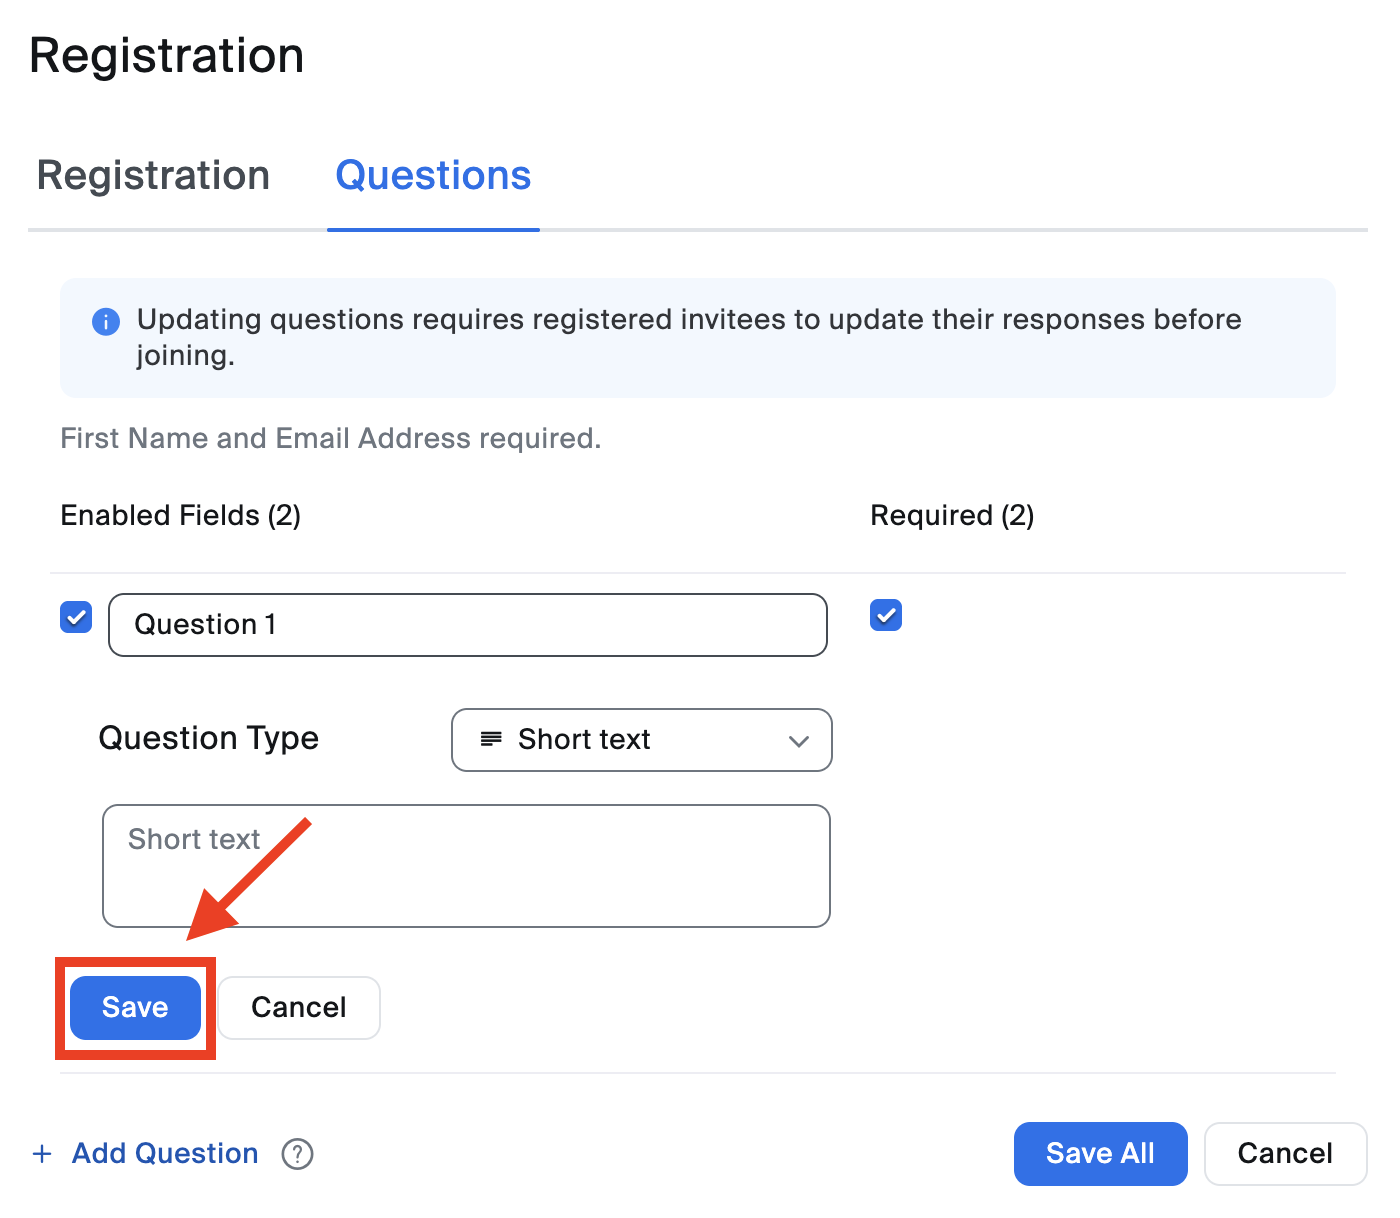 Registration
Registration Questions
Updating questions requires registered invitees to update their responses before
joining.
First Name and Email Address required.
Enabled Fields (2) Required (2)
Question 1
Question Type Short text
Short text
Save Cancel
+ Add Question ? Save All Cancel